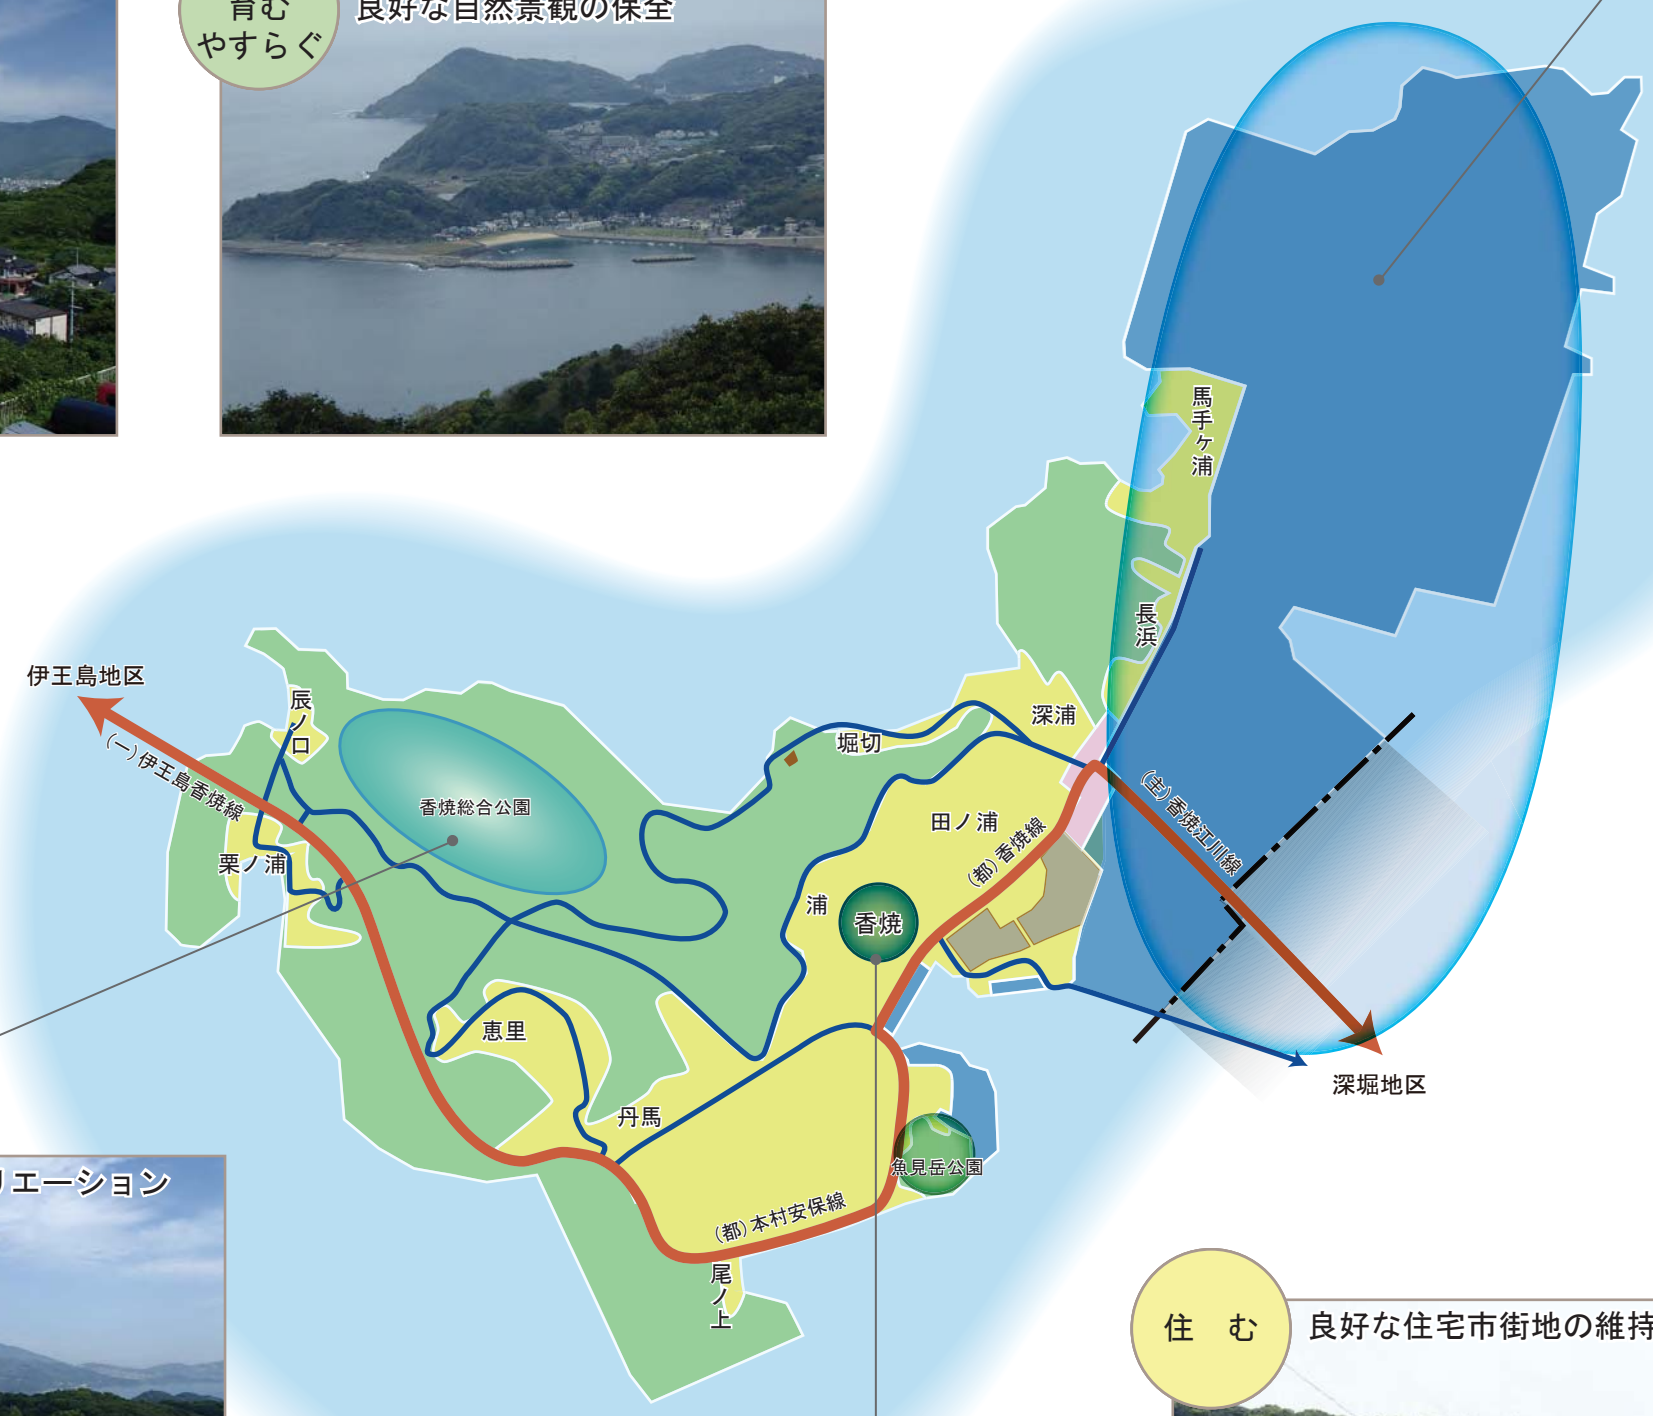 育む
やすらぐ
良好な自然景観の保全
馬手ヶ浦
長浜
伊王島地区
辰ノ口
(一)伊王島香焼線
香焼総合公園
栗ノ浦
堀切
深浦
田ノ浦
(都)香焼線
(主)香焼江川線
浦
香焼
恵里
丹馬
深堀地区
魚見岳公園
(都)本村安保線
尾ノ上
リエーション
住　む
良好な住宅市街地の維持